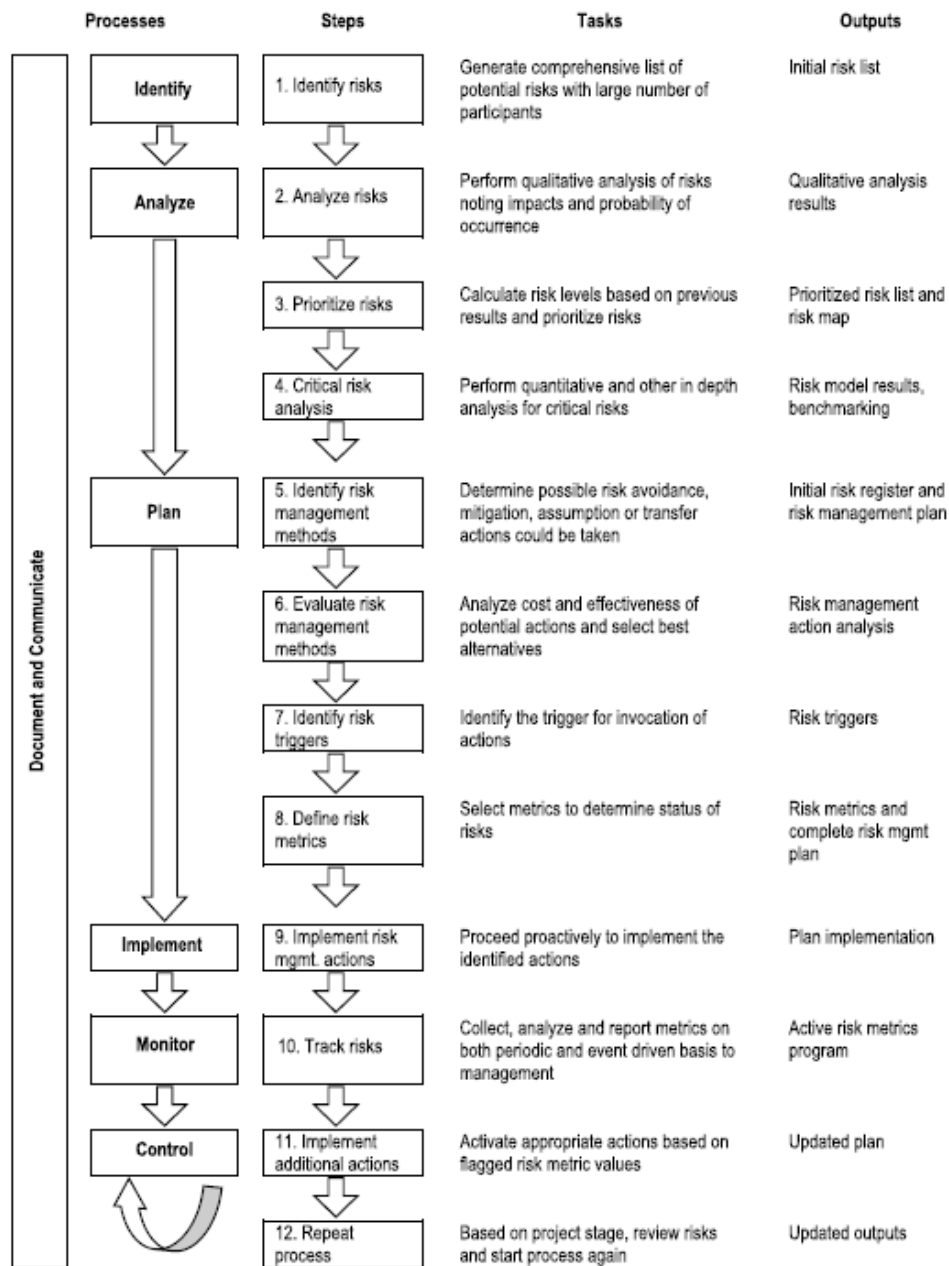 Processes
Steps
Tasks
Outputs
Document and Communicate
Identify
1. Identify risks
Generate comprehensive list of
potential risks with large number of
participants
Initial risk list
Analyze
2. Analyze risks
Perform qualitative analysis of risks
noting impacts and probability of
occurrence
Qualitative analysis
results
3. Prioritize risks
Calculate risk levels based on previous
results and prioritize risks
Prioritized risk list and
risk map
4. Critical risk
analysis
Perform quantitative and other in depth
analysis for critical risks
Risk model results,
benchmarking
Plan
5. Identify risk
management
methods
Determine possible risk avoidance,
mitigation, assumption or transfer
actions could be taken
Initial risk register and
risk management plan
6. Evaluate risk
management
methods
Analyze cost and effectiveness of
potential actions and select best
alternatives
Risk management
action analysis
7. Identify risk
triggers
Identify the trigger for invocation of
actions
Risk triggers
8. Define risk
metrics
Select metrics to determine status of
risks
Risk metrics and
complete risk mgmt
plan
Implement
9. Implement risk
mgmt. actions
Proceed proactively to implement the
identified actions
Plan implementation
Monitor
10. Track risks
Collect, analyze and report metrics on
both periodic and event driven basis to
management
Active risk metrics
program
Control
11. Implement
additional actions
Activate appropriate actions based on
flagged risk metric values
Updated plan
12. Repeat
process
Based on project stage, review risks
and start process again
Updated outputs